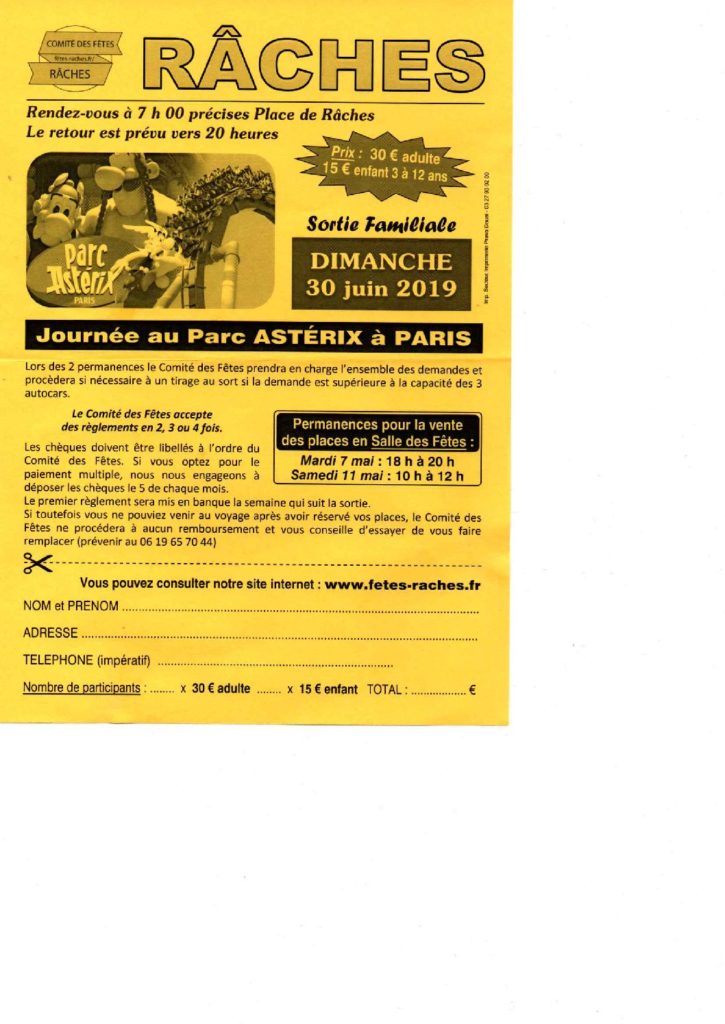 COMITÉ DES FÊTES
fêtes-raches.fr/
RÂCHES
RÂCHES
Rendez-vous à 7 h 00 précises Place de Râches
Le retour est prévu vers 20 heures
Prix : 30 € adulte
15 € enfant 3 à 12 ans
Sortie Familiale
DIMANCHE
30 juin 2019
parc
Astérix
PARIS
Journée au Parc ASTÉRIX à PARIS
Lors des 2 permanences le Comité des Fêtes prendra en charge l'ensemble des demandes et
procèdera si nécessaire à un tirage au sort si la demande est supérieure à la capacité des 3
autocars.
Le Comité des Fêtes accepte
des règlements en 2, 3 ou 4 fois.
Les chèques doivent être libellés à l'ordre du
Comité des Fêtes. Si vous optez pour le
paiement multiple, nous nous engageons à
déposer les chèques le 5 de chaque mois.
Permanences pour la vente
des places en Salle des Fêtes :
Mardi 7 mai : 18 h à 20 h
Samedi 11 mai : 10 h à 12 h
Le premier règlement sera mis en banque la semaine qui suit la sortie.
Si toutefois vous ne pouviez venir au voyage après avoir réservé vos places, le Comité des
Fêtes ne procédera à aucun remboursement et vous conseille d'essayer de vous faire
remplacer (prévenir au 06 19 65 70 44)
Vous pouvez consulter notre site internet : www.fetes-raches.fr
NOM et PRENOM ..........
ADRESSE ..........
TELEPHONE (impératif) ..........
Nombre de participants : ........ x 30 € adulte ........ x 15 € enfant TOTAL : .................. €